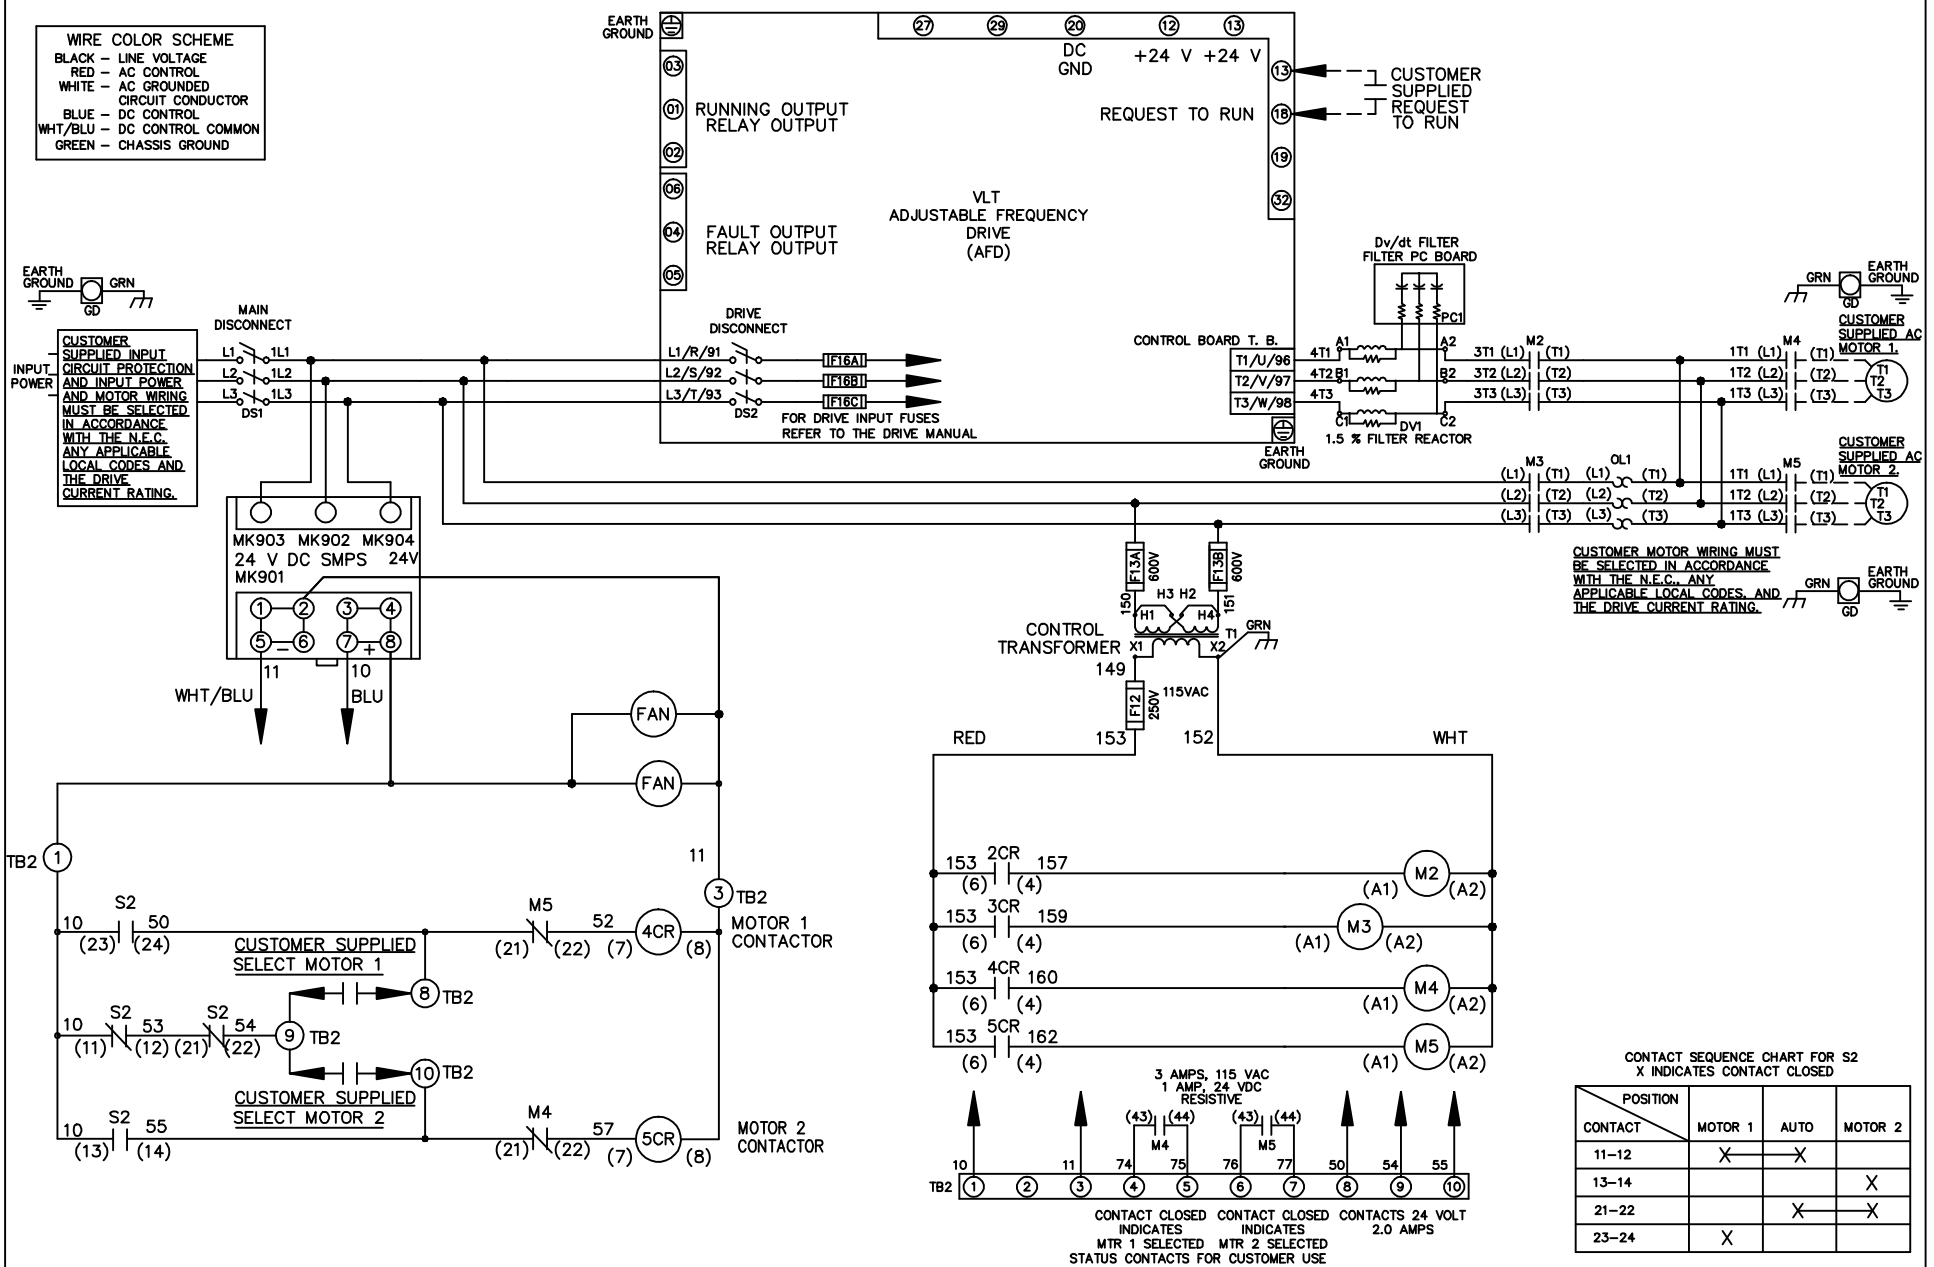 WIRE COLOR SCHEME
BLACK – LINE VOLTAGE
RED – AC CONTROL
WHITE – AC GROUNDED
CIRCUIT CONDUCTOR
BLUE – DC CONTROL
WHT/BLU – DC CONTROL COMMON
GREEN – CHASSIS GROUND
EARTH
GROUND
27 29 20 12 13
DC
GND
+24 V +24 V
03
01
02
RUNNING OUTPUT
RELAY OUTPUT
06
04
05
FAULT OUTPUT
RELAY OUTPUT
REQUEST TO RUN
13
18
19
32
CUSTOMER
SUPPLIED
REQUEST
TO RUN
VLT
ADJUSTABLE FREQUENCY
DRIVE
(AFD)
EARTH
GROUND
GRN
GD
INPUT
POWER
CUSTOMER
SUPPLIED INPUT
CIRCUIT PROTECTION
AND INPUT POWER
AND MOTOR WIRING
MUST BE SELECTED
IN ACCORDANCE
WITH THE N.E.C.
ANY APPLICABLE
LOCAL CODES AND
THE DRIVE
CURRENT RATING.
MAIN
DISCONNECT
L1 1L1
L2 1L2
L3 1L3
DS1
DRIVE
DISCONNECT
L1/R/91
L2/S/92
L3/T/93
DS2
F16A
F16B
F16C
FOR DRIVE INPUT FUSES
REFER TO THE DRIVE MANUAL
CONTROL BOARD T. B.
T1/U/96
T2/V/97
T3/W/98
EARTH
GROUND
Dv/dt FILTER
FILTER PC BOARD
PC1
4T1 A1 A2
4T2 B1 B2
4T3 C1 C2
DV1
1.5 % FILTER REACTOR
M2
3T1 (L1) (T1)
3T2 (L2) (T2)
3T3 (L3) (T3)
M4
1T1 (L1) (T1)
1T2 (L2) (T2)
1T3 (L3) (T3)
T1
T2
T3
GRN
GD
EARTH
GROUND
CUSTOMER
SUPPLIED AC
MOTOR 1.
M3
(L1) (T1)
(L2) (T2)
(L3) (T3)
OL1
(L1) (T1)
(L2) (T2)
(L3) (T3)
M5
1T1 (L1) (T1)
1T2 (L2) (T2)
1T3 (L3) (T3)
T1
T2
T3
CUSTOMER
SUPPLIED AC
MOTOR 2.
CUSTOMER MOTOR WIRING MUST
BE SELECTED IN ACCORDANCE
WITH THE N.E.C., ANY
APPLICABLE LOCAL CODES, AND
THE DRIVE CURRENT RATING.
GRN
GD
EARTH
GROUND
MK903 MK902 MK904
24 V DC SMPS 24V
MK901
1 2 3 4
5 – 6 7 + 8
11 10
WHT/BLU BLU
FAN
FAN
F13A 600V
F13B 600V
150 151
H3 H2
H1 H4
CONTROL
TRANSFORMER
X1 X2
T1
GRN
149
F12 250V
115VAC
153 152
RED WHT
TB2 1
11
3 TB2
10 S2 50
(23) (24)
M5
(21) (22)
52
(7) 4CR (8)
MOTOR 1
CONTACTOR
CUSTOMER SUPPLIED
SELECT MOTOR 1
8 TB2
10 S2 53 S2 54
(11) (12) (21) (22)
9 TB2
10 TB2
CUSTOMER SUPPLIED
SELECT MOTOR 2
10 S2 55
(13) (14)
M4
(21) (22)
57
(7) 5CR (8)
MOTOR 2
CONTACTOR
153 2CR 157
(6) (4)
(A1) M2 (A2)
153 3CR 159
(6) (4)
(A1) M3 (A2)
153 4CR 160
(6) (4)
(A1) M4 (A2)
153 5CR 162
(6) (4)
(A1) M5 (A2)
3 AMPS, 115 VAC
1 AMP, 24 VDC
RESISTIVE
(43) (44) (43) (44)
M4 M5
10 11 74 75 76 77 50 54 55
TB2 1 2 3 4 5 6 7 8 9 10
CONTACT CLOSED
INDICATES
MTR 1 SELECTED
CONTACT CLOSED
INDICATES
MTR 2 SELECTED
STATUS CONTACTS FOR CUSTOMER USE
CONTACTS 24 VOLT
2.0 AMPS
CONTACT SEQUENCE CHART FOR S2
X INDICATES CONTACT CLOSED
POSITION
CONTACT MOTOR 1 AUTO MOTOR 2
11–12 X X
13–14 X
21–22 X X
23–24 X